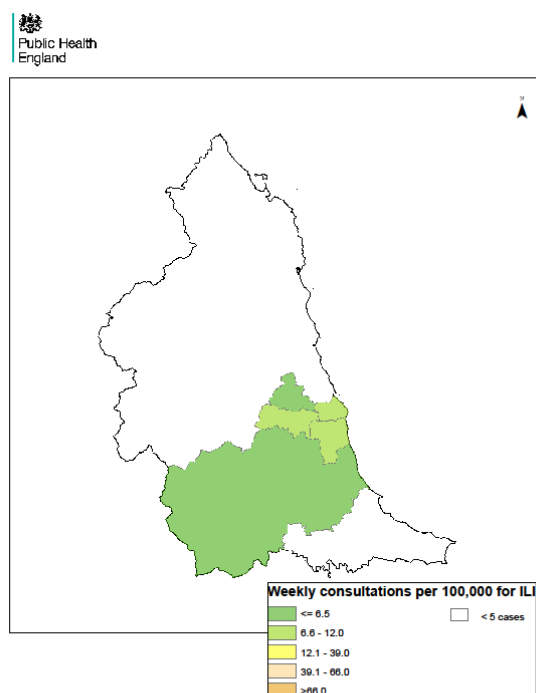 Public Health
England
N
Weekly consultations per 100,000 for ILI
<= 6.5
6.6 - 12.0
12.1 - 39.0
39.1 - 66.0
>66.0
< 5 cases